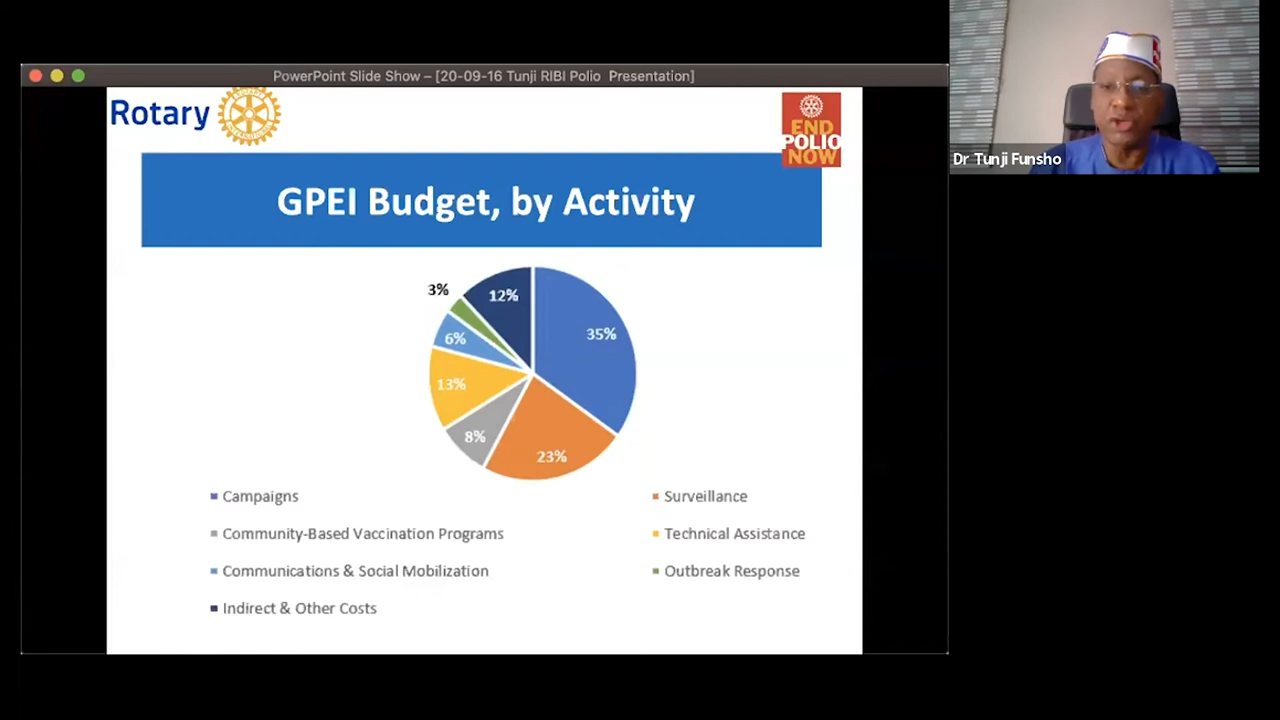 PowerPoint Slide Show – [20-09-16 Tunji RIBI Polio Presentation]
Rotary
END
POLIO
NOW
Dr Tunji Funsho
GPEI Budget, by Activity
3%
12%
35%
6%
13%
8%
23%
Campaigns
Surveillance
Community-Based Vaccination Programs
Technical Assistance
Communications & Social Mobilization
Outbreak Response
Indirect & Other Costs